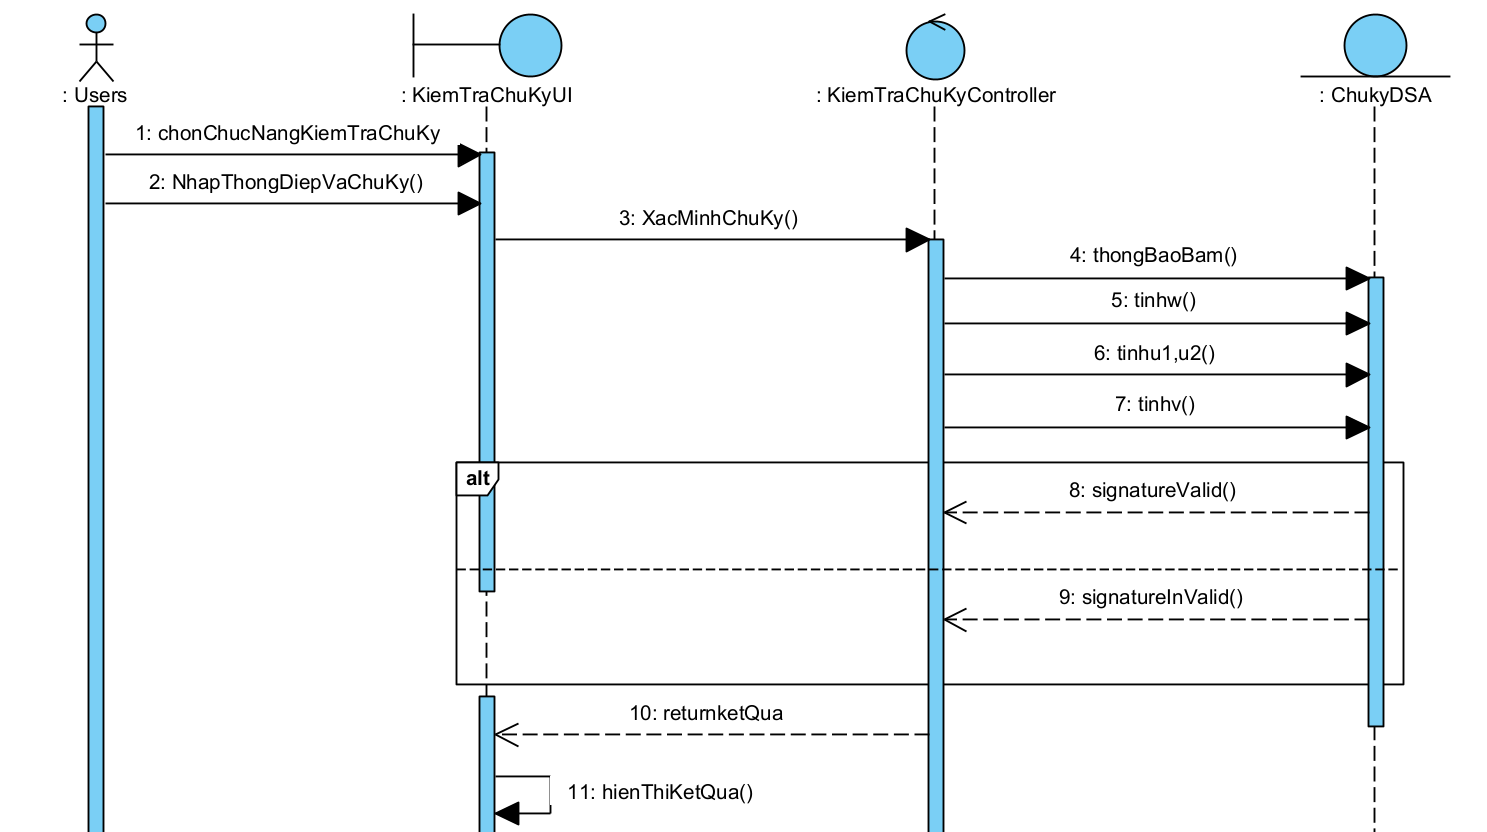 : Users
: KiemTraChuKyUI
: KiemTraChuKyController
: ChukyDSA
1: chonChucNangKiemTraChuKy
2: NhapThongDiepVaChuKy()
3: XacMinhChuKy()
4: thongBaoBam()
5: tinhw()
6: tinhu1,u2()
7: tinhv()
alt
8: signatureValid()
9: signatureInValid()
10: returnketQua
11: hienThiKetQua()